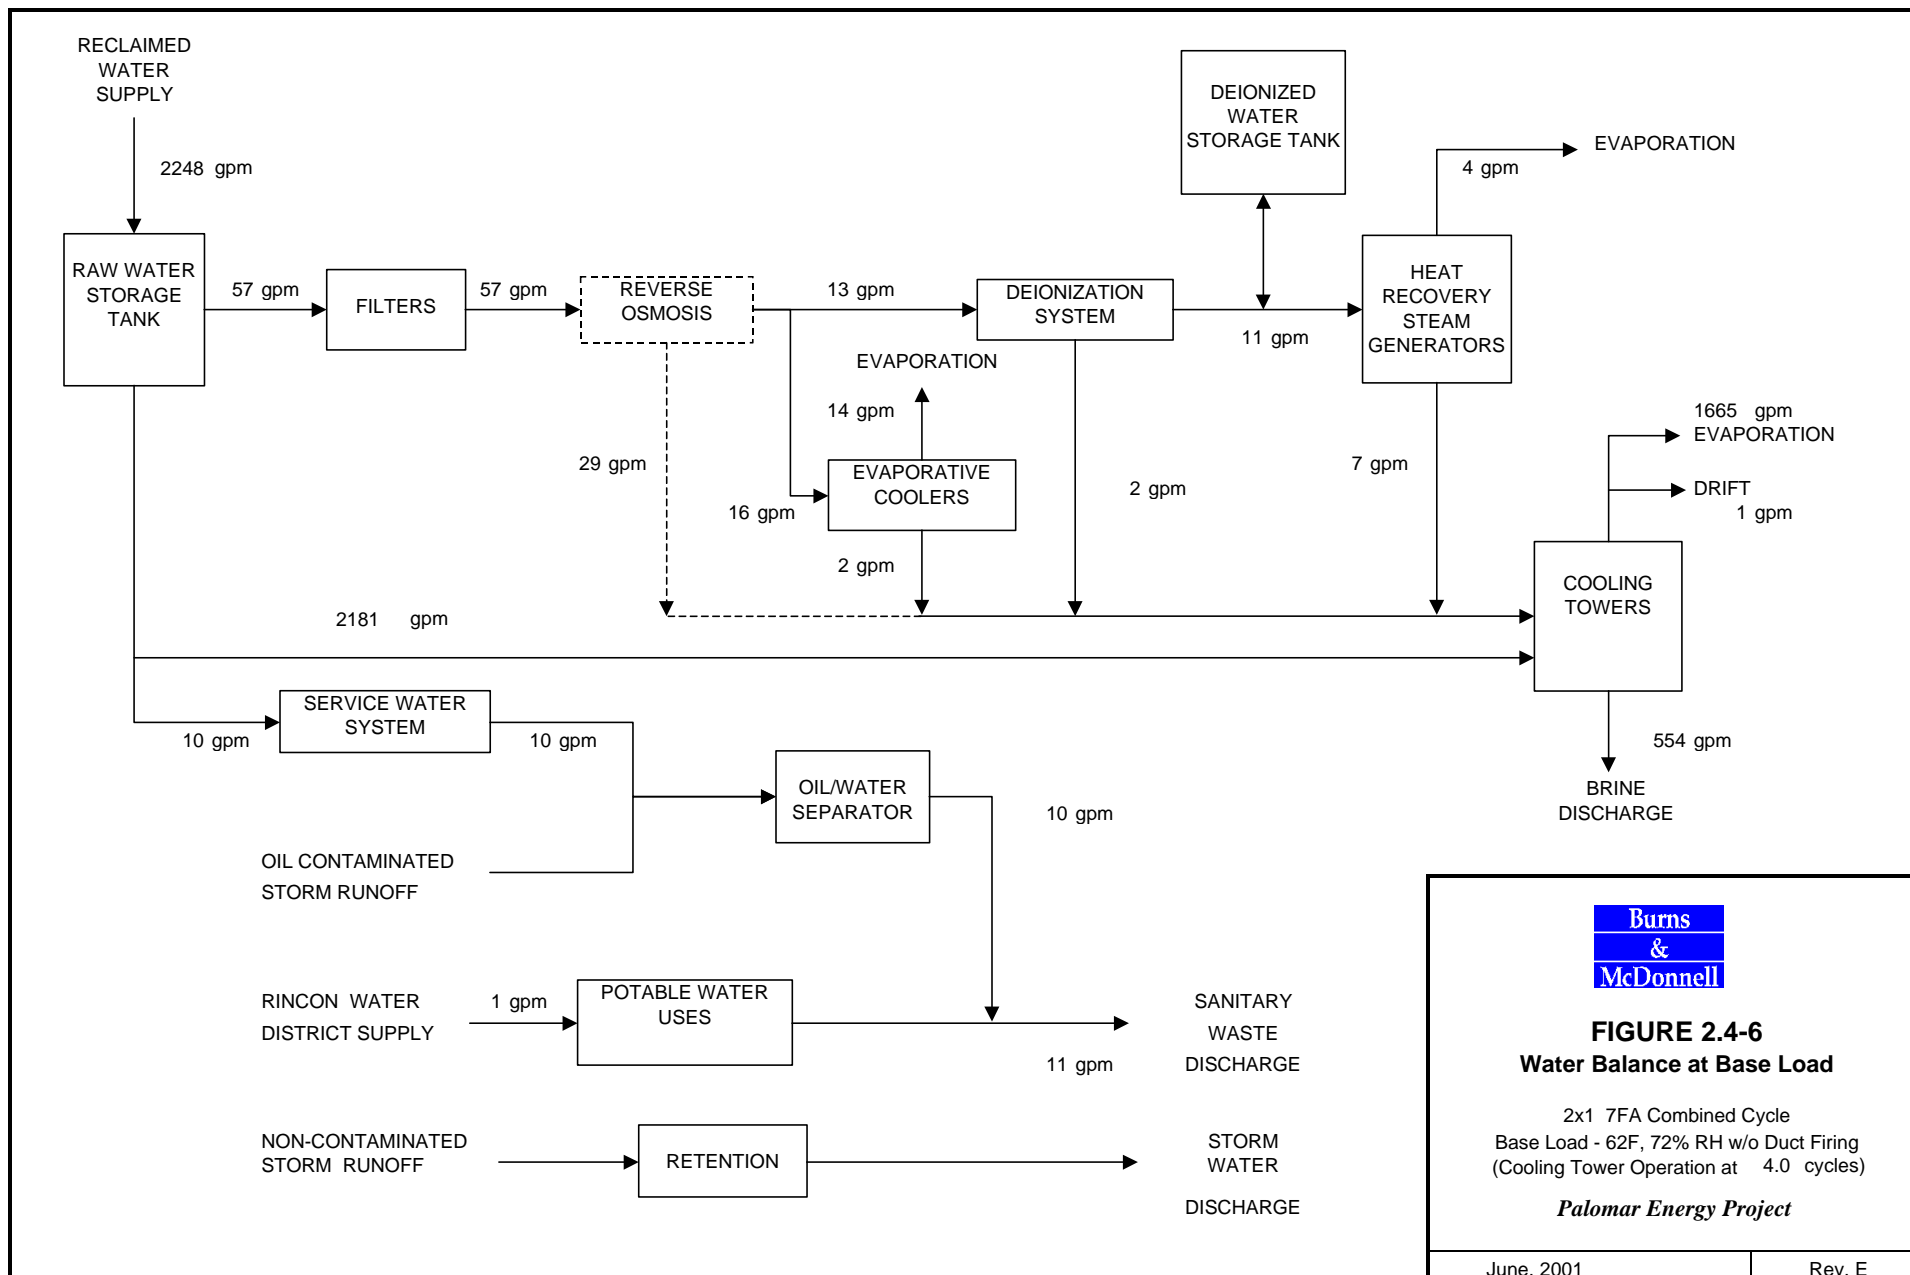 RECLAIMED
WATER
SUPPLY
2248 gpm
RAW WATER
STORAGE
TANK
57 gpm
FILTERS
57 gpm
REVERSE
OSMOSIS
13 gpm
DEIONIZATION
SYSTEM
DEIONIZED
WATER
STORAGE TANK
11 gpm
HEAT
RECOVERY
STEAM
GENERATORS
4 gpm
EVAPORATION
EVAPORATION
14 gpm
EVAPORATIVE
COOLERS
16 gpm
2 gpm
29 gpm
2 gpm
7 gpm
1665 gpm
EVAPORATION
DRIFT
1 gpm
COOLING
TOWERS
2181 gpm
554 gpm
BRINE
DISCHARGE
SERVICE WATER
SYSTEM
10 gpm
10 gpm
OIL/WATER
SEPARATOR
10 gpm
OIL CONTAMINATED
STORM RUNOFF
RINCON WATER
DISTRICT SUPPLY
1 gpm
POTABLE WATER
USES
11 gpm
SANITARY
WASTE
DISCHARGE
NON-CONTAMINATED
STORM RUNOFF
RETENTION
STORM
WATER
DISCHARGE
Burns
&
McDonnell
FIGURE 2.4-6
Water Balance at Base Load
2x1 7FA Combined Cycle
Base Load - 62F, 72% RH w/o Duct Firing
(Cooling Tower Operation at 4.0 cycles)
Palomar Energy Project
June, 2001
Rev. E